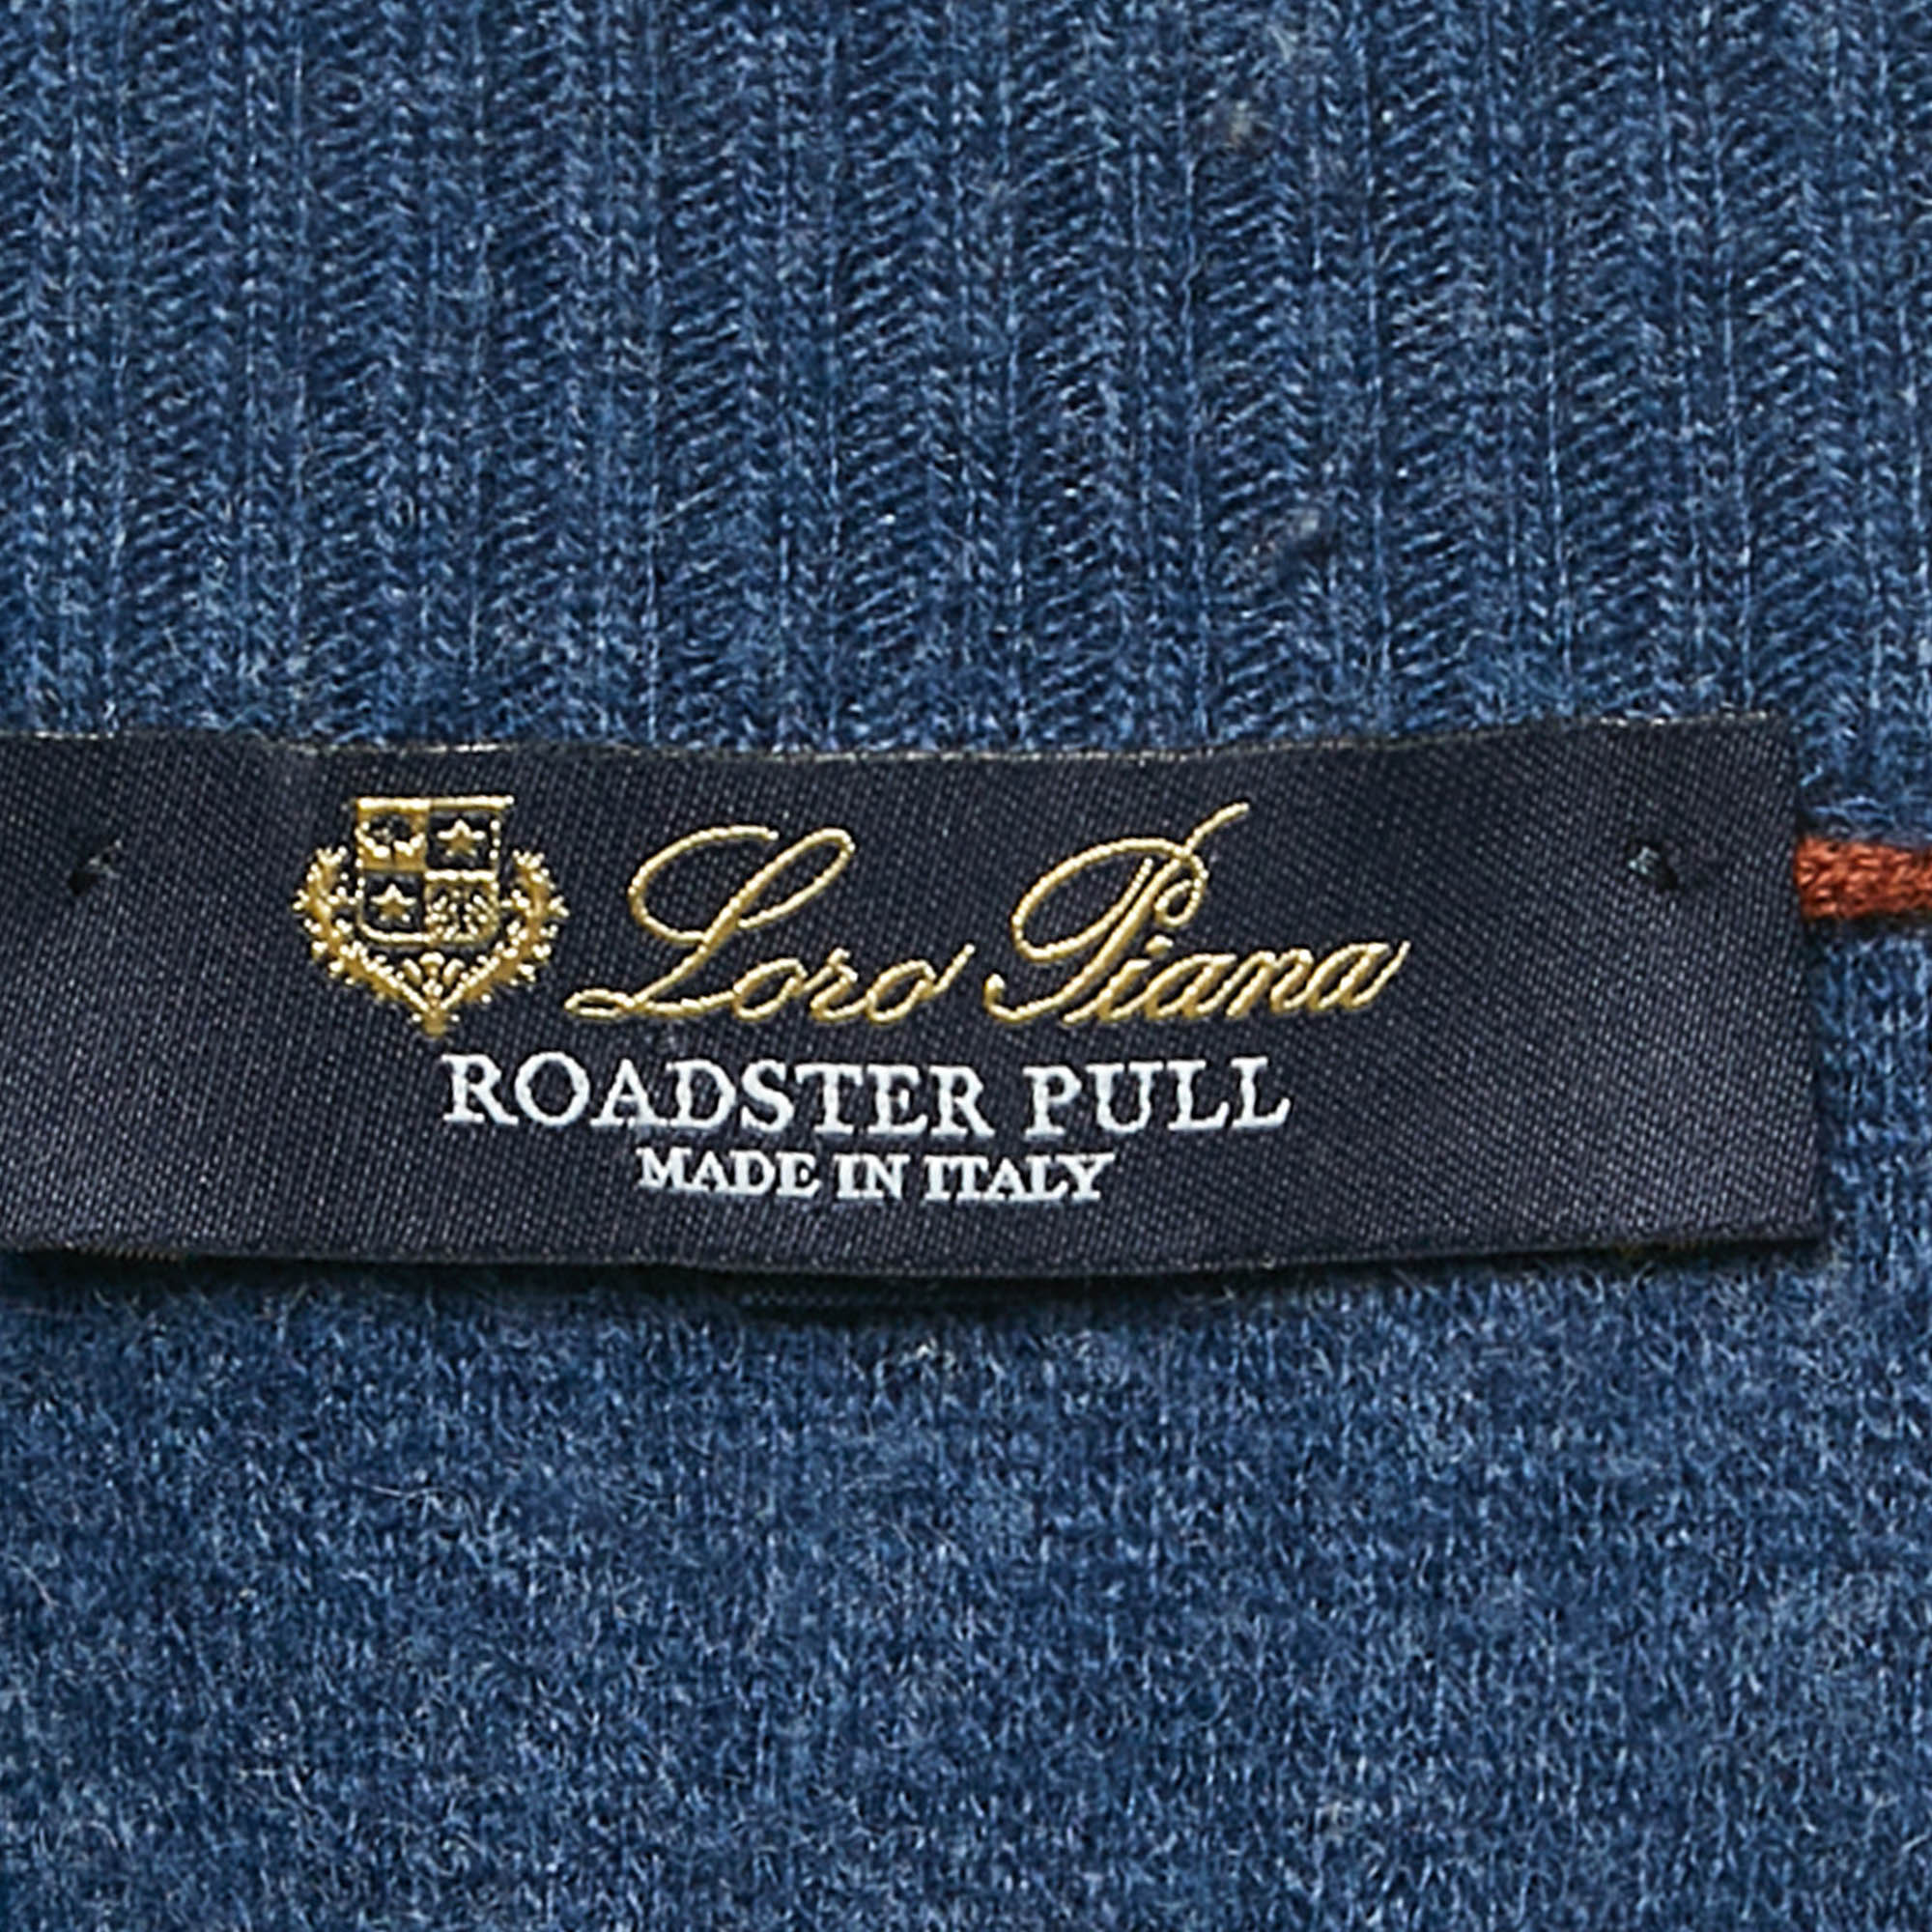 Loro Piana
ROADSTER PULL
MADE IN ITALY